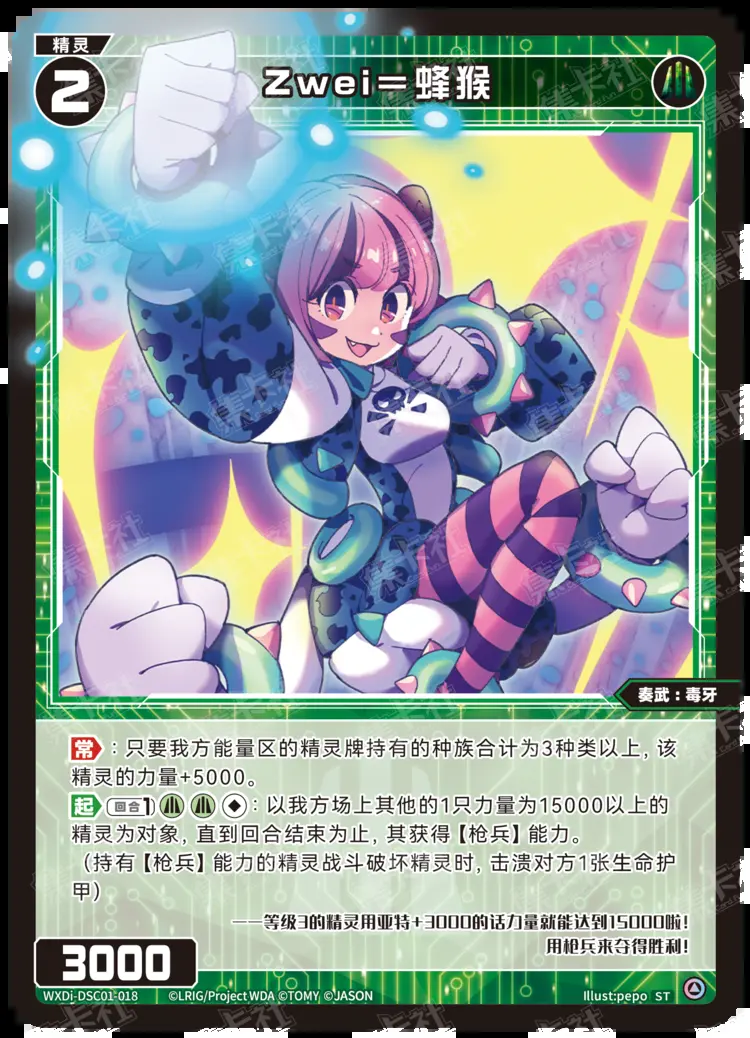 精灵
2
Zwei＝蜂猴
奏武：毒牙
常：只要我方能量区的精灵牌持有的种族合计为3种类以上, 该
精灵的力量+5000。
起 回合1：以我方场上其他的1只力量为15000以上的
精灵为对象, 直到回合结束为止, 其获得【枪兵】能力。
（持有【枪兵】能力的精灵战斗破坏精灵时, 击溃对方1张生命护
甲）
——等级3的精灵用亚特+3000的话力量就能达到15000啦!
用枪兵来夺得胜利!
3000
WXDi-DSC01-018 ©LRIG/Project WDA ©TOMY ©JASON Illust:pepo ST
集卡社